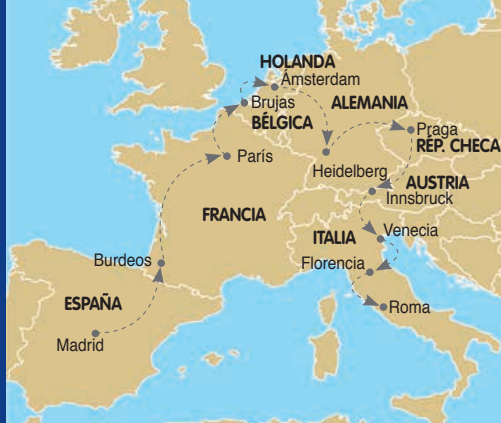 HOLANDA
Ámsterdam
Brujas
BÉLGICA
ALEMANIA
Praga
RÉP. CHECA
París
Heidelberg
AUSTRIA
Innsbruck
FRANCIA
ITALIA
Venecia
Burdeos
Florencia
ESPAÑA
Roma
Madrid